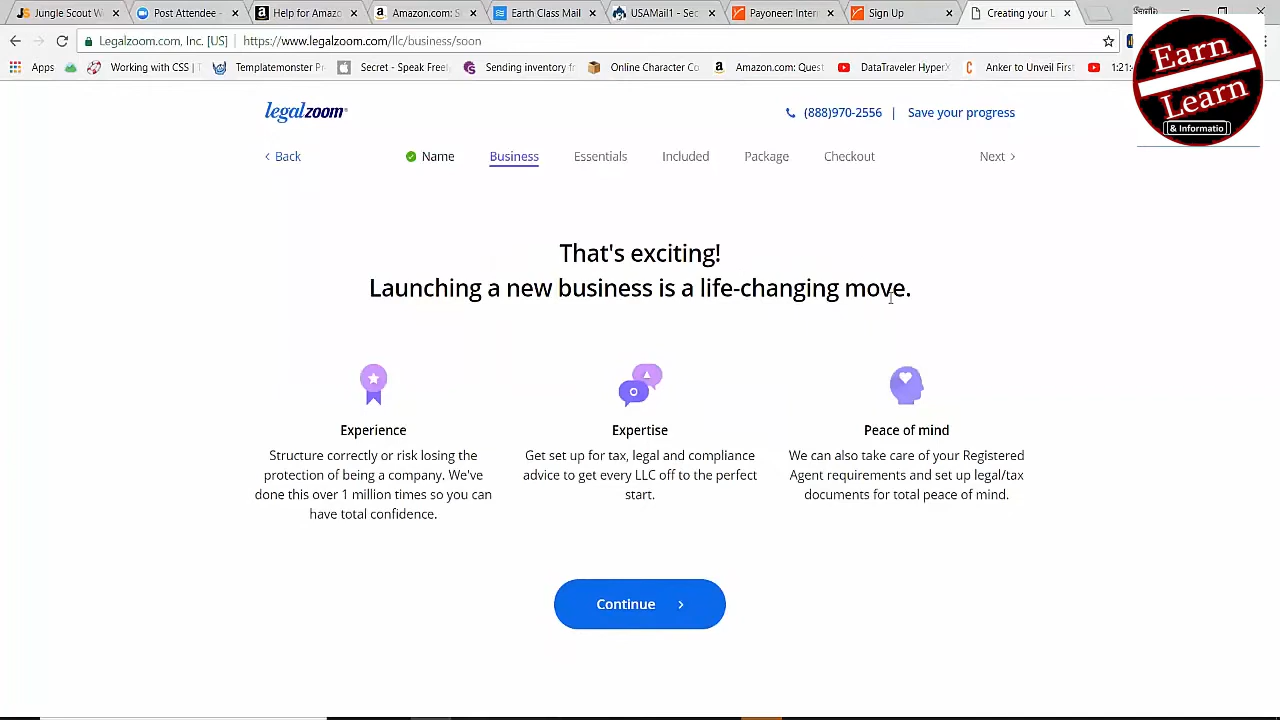 Jungle Scout W
Post Attendee -
Help for Amazo
Amazon.com: S
Earth Class Mail
USAMail1 - Sec
Payoneer: Inter
Sign Up
Creating your L
Legalzoom.com, Inc. [US] | https://www.legalzoom.com/llc/business/soon
Apps
Working with CSS | T
Templatemonster Pr
Secret - Speak Freel
Scanning inventory fr
Online Character Co
Amazon.com: Quest
DataTraveler HyperX
Anker to Unveil First
1:21
Earn
Learn
& Informatio
legalzoom
(888)970-2556 | Save your progress
Back
Name
Business
Essentials
Included
Package
Checkout
Next
That's exciting!
Launching a new business is a life-changing move.
Experience
Structure correctly or risk losing the
protection of being a company. We've
done this over 1 million times so you can
have total confidence.
Expertise
Get set up for tax, legal and compliance
advice to get every LLC off to the perfect
start.
Peace of mind
We can also take care of your Registered
Agent requirements and set up legal/tax
documents for total peace of mind.
Continue